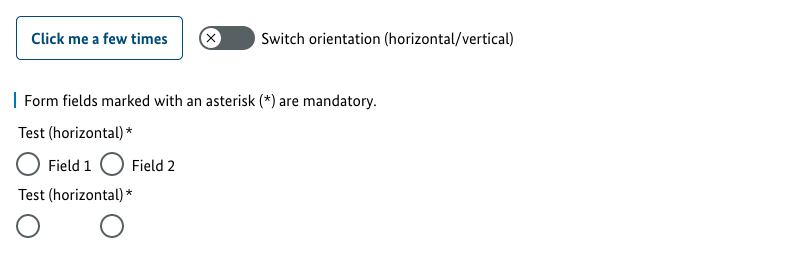 Click me a few times
Switch orientation (horizontal/vertical)
Form fields marked with an asterisk (*) are mandatory.
Test (horizontal)*
Field 1 Field 2
Test (horizontal)*